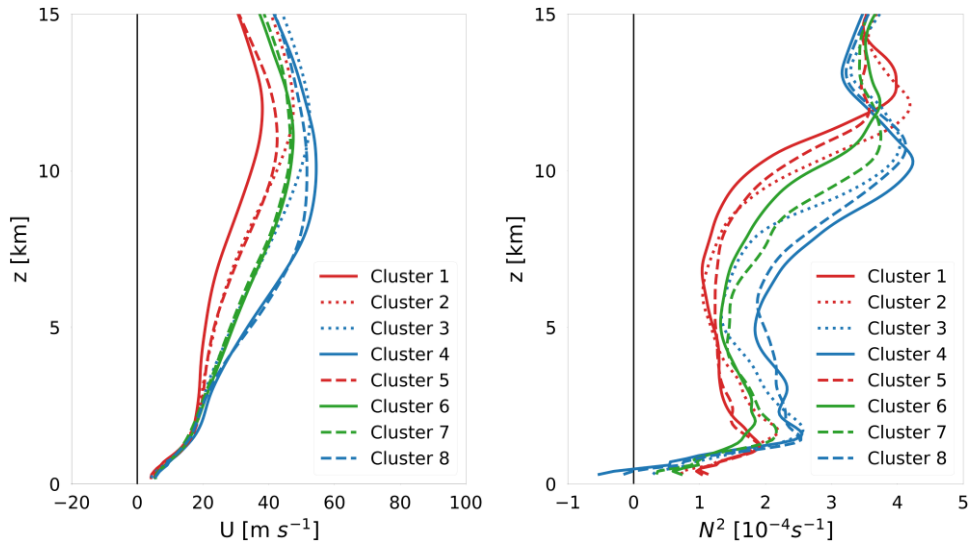 15
10
5
0
z [km]
−20
0
20
40
60
80
100
U [m s⁻¹]
Cluster 1
Cluster 2
Cluster 3
Cluster 4
Cluster 5
Cluster 6
Cluster 7
Cluster 8
15
10
5
0
z [km]
−1
0
1
2
3
4
5
N² [10⁻⁴s⁻¹]
Cluster 1
Cluster 2
Cluster 3
Cluster 4
Cluster 5
Cluster 6
Cluster 7
Cluster 8